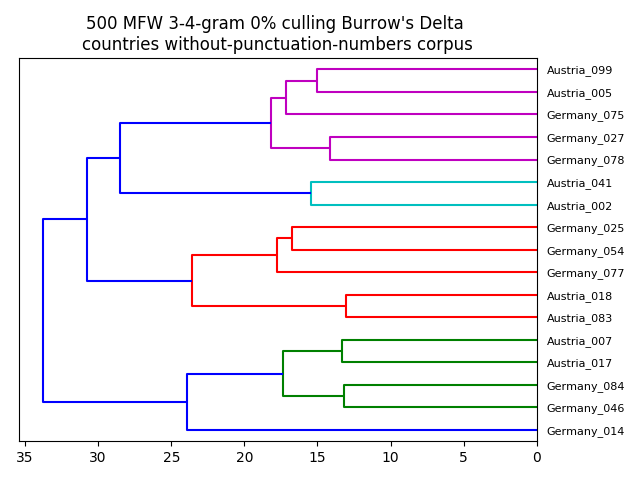 500 MFW 3-4-gram 0% culling Burrow's Delta
countries without-punctuation-numbers corpus
Austria_099
Austria_005
Germany_075
Germany_027
Germany_078
Austria_041
Austria_002
Germany_025
Germany_054
Germany_077
Austria_018
Austria_083
Austria_007
Austria_017
Germany_084
Germany_046
Germany_014
35 30 25 20 15 10 5 0